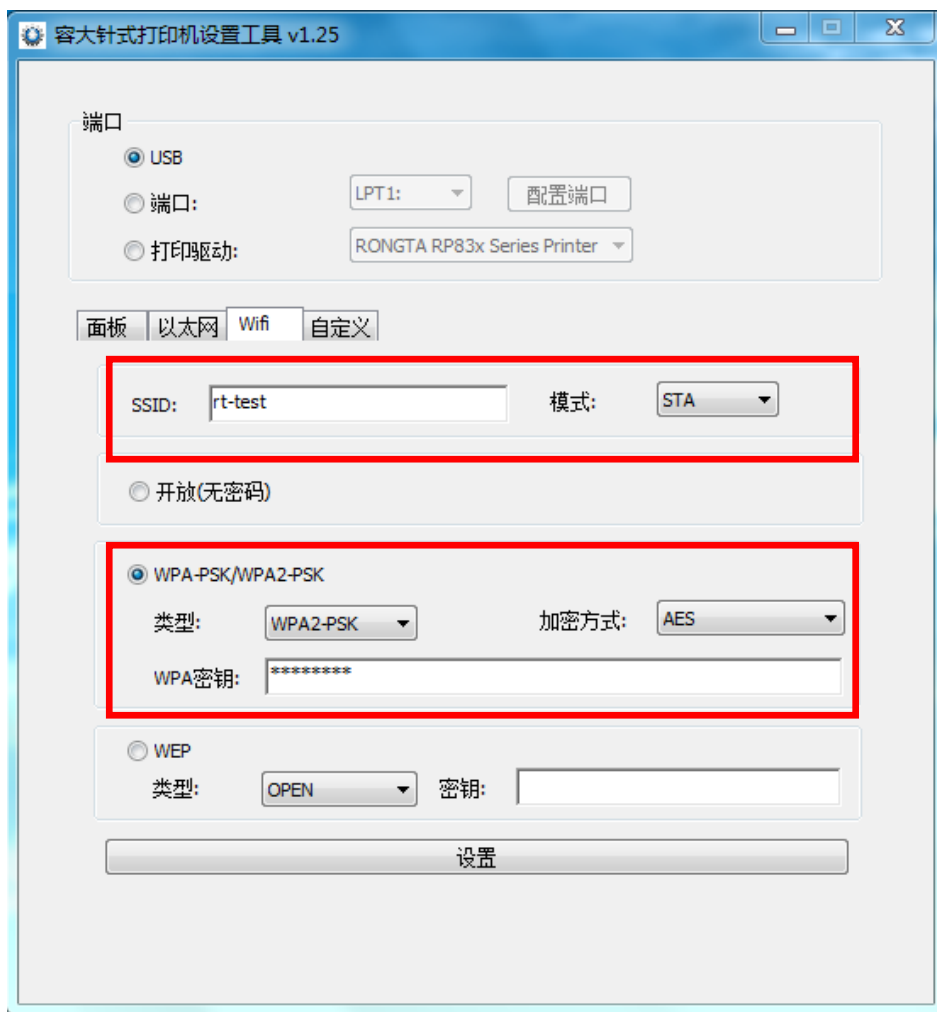 容大针式打印机设置工具 v1.25
端口
USB
端口: LPT1: 配置端口
打印驱动: RONGTA RP83x Series Printer
面板 以太网 Wifi 自定义
SSID: rt-test 模式: STA
开放(无密码)
WPA-PSK/WPA2-PSK
类型: WPA2-PSK 加密方式: AES
WPA密钥: ********
WEP
类型: OPEN 密钥:
设置